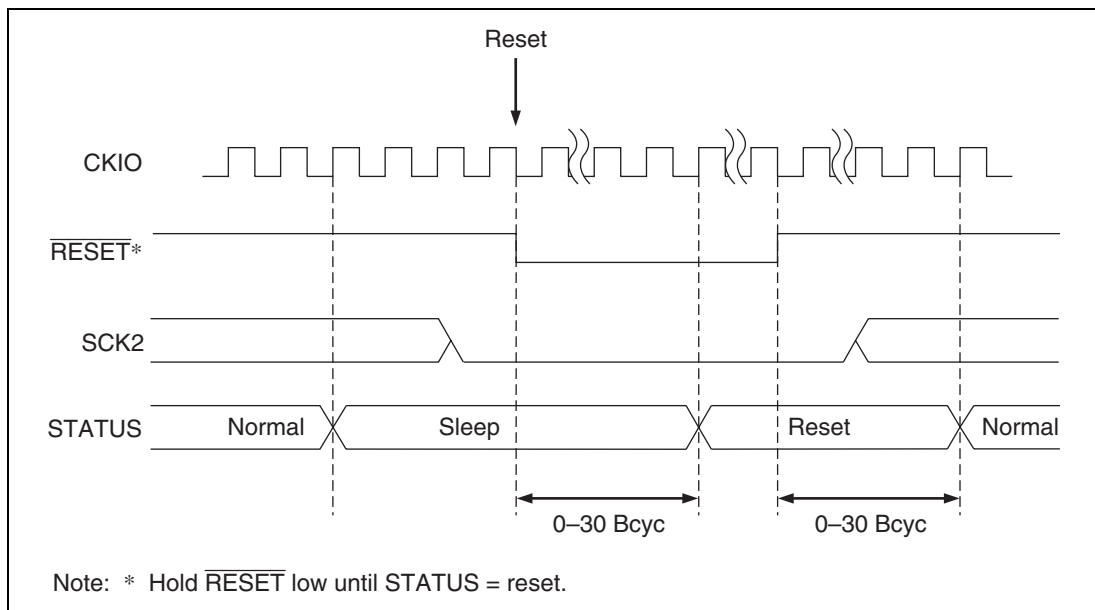 Reset
CKIO
RESET*
SCK2
STATUS Normal Sleep Reset Normal
0–30 Bcyc 0–30 Bcyc
Note: * Hold RESET low until STATUS = reset.